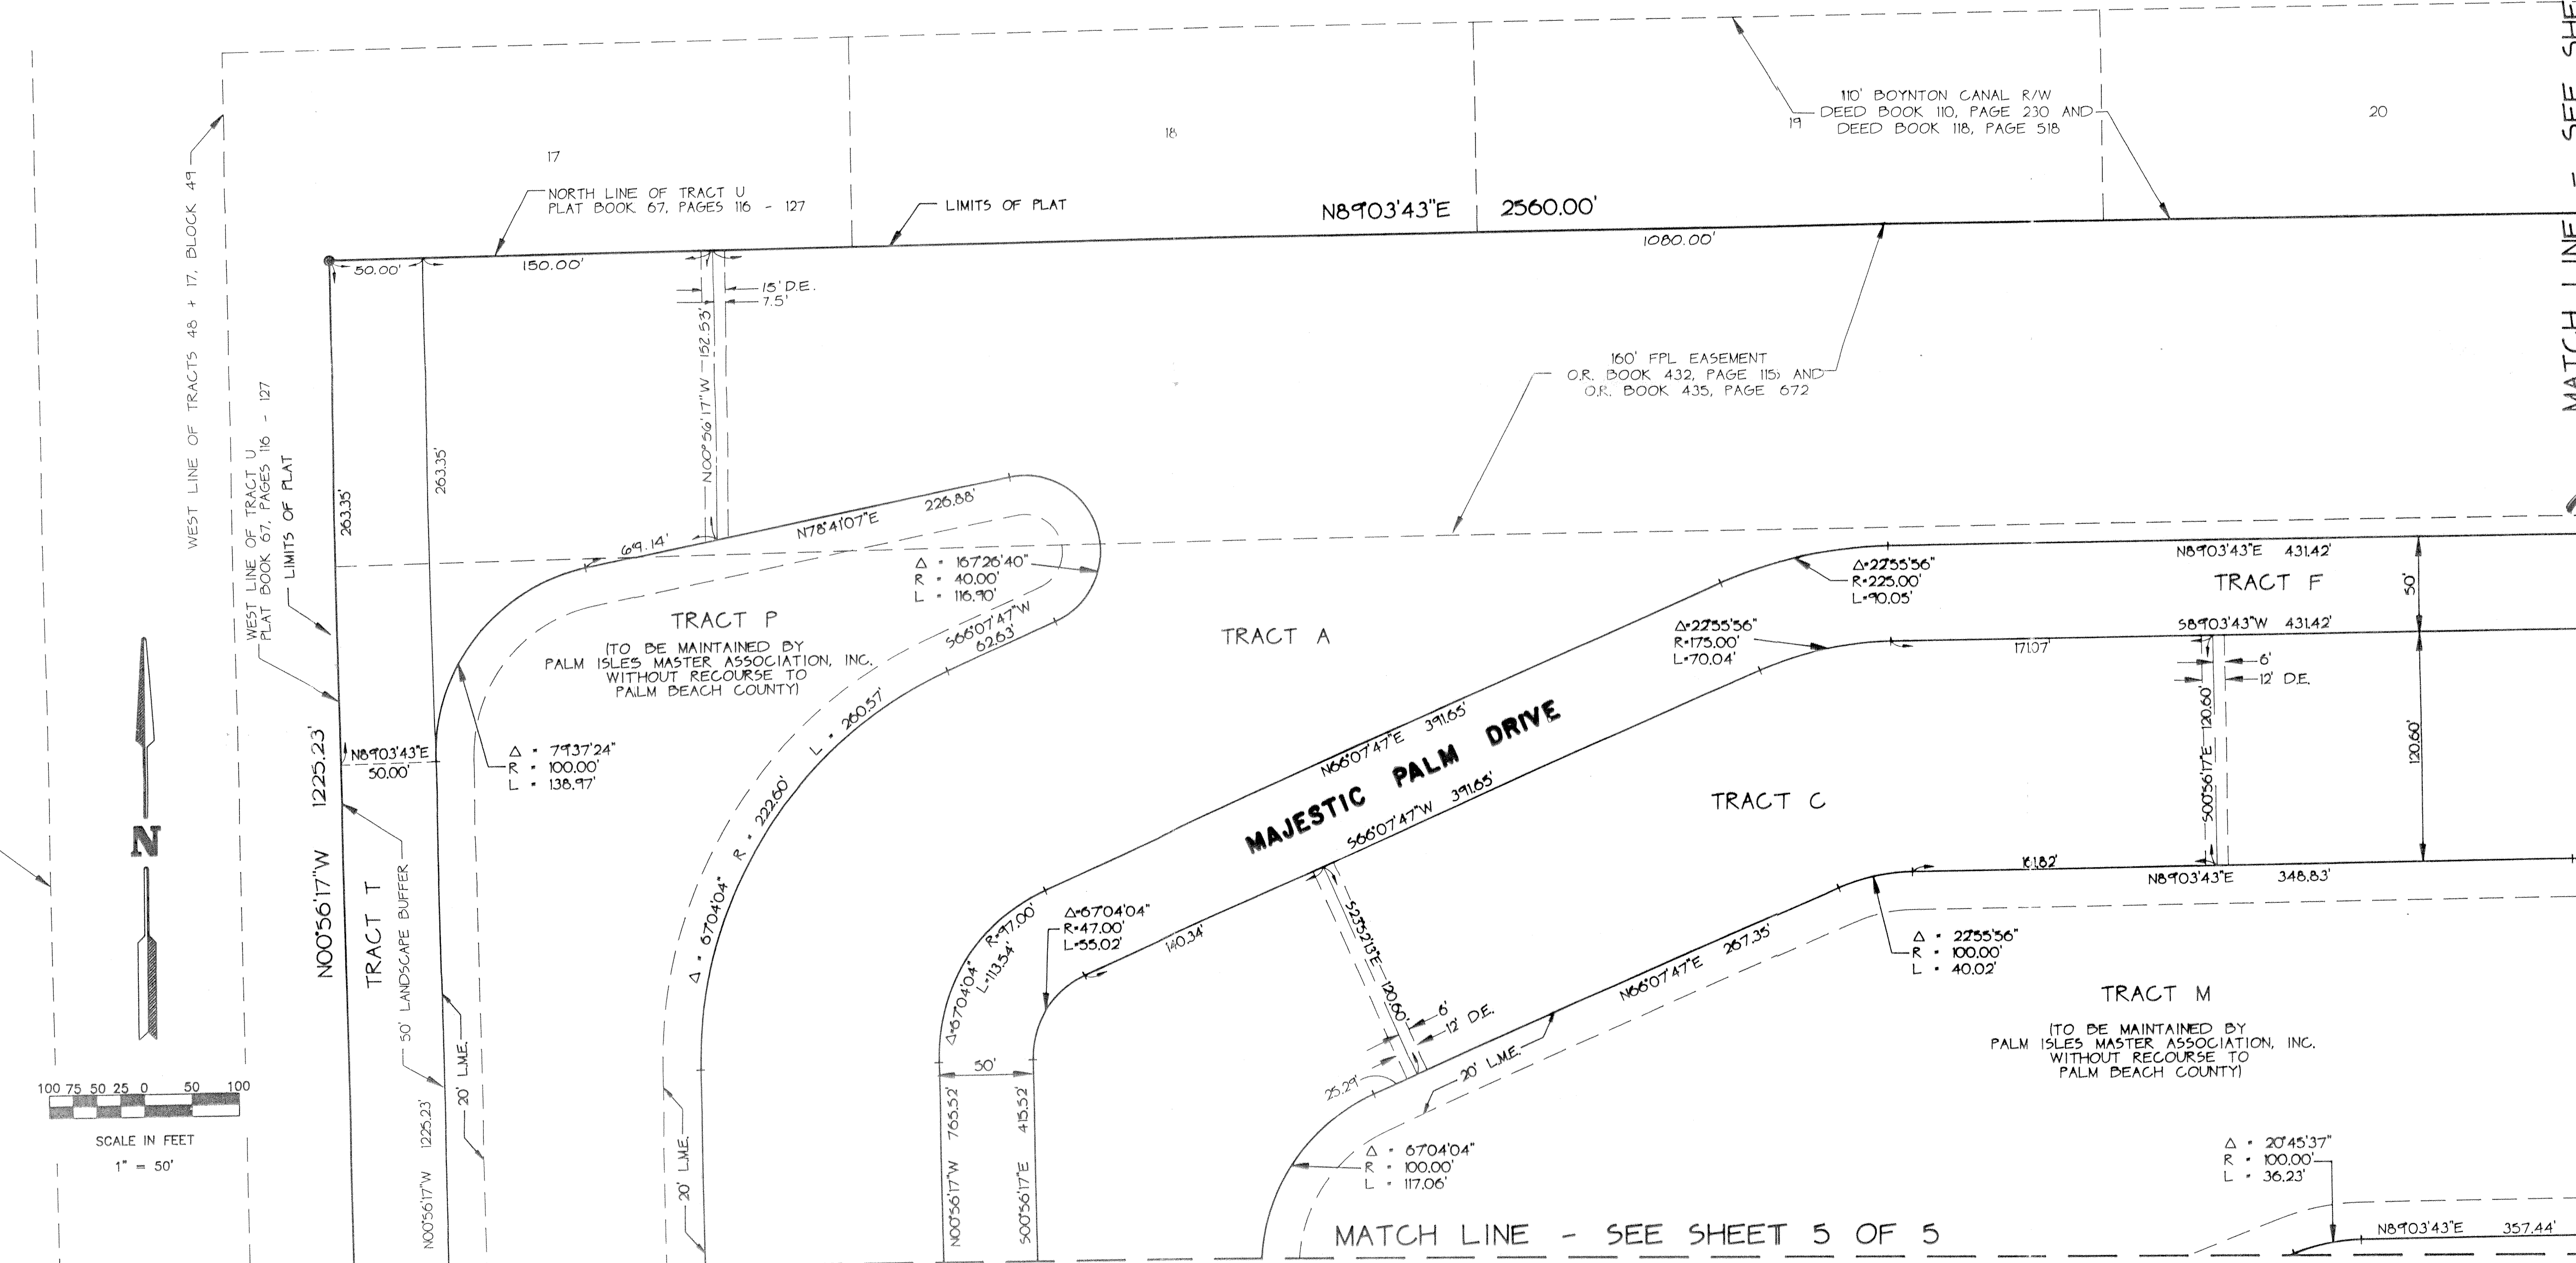 17
18
19
20
110' BOYNTON CANAL R/W
DEED BOOK 110, PAGE 230 AND
DEED BOOK 118, PAGE 518
NORTH LINE OF TRACT U
PLAT BOOK 67, PAGES 116 - 127
LIMITS OF PLAT
N89°03'43"E 2560.00'
1080.00'
50.00'
150.00'
15' D.E.
7.5'
N00°56'17"W 152.53'
WEST LINE OF TRACTS 48 + 17, BLOCK 49
WEST LINE OF TRACT U
PLAT BOOK 67, PAGES 116 - 127
LIMITS OF PLAT
263.35'
263.35'
160' FPL EASEMENT
O.R. BOOK 432, PAGE 115, AND
O.R. BOOK 435, PAGE 672
MATCH LINE - SEE SHE
69.14'
N78°41'07"E 226.88'
Δ = 167°26'40"
R = 40.00'
L = 116.90'
S66°07'47"W
62.63'
TRACT P
(TO BE MAINTAINED BY
PALM ISLES MASTER ASSOCIATION, INC.
WITHOUT RECOURSE TO
PALM BEACH COUNTY)
TRACT A
Δ=22°55'56"
R=225.00'
L=90.05'
N89°03'43"E 431.42'
TRACT F
50'
S89°03'43"W 431.42'
Δ=22°55'56"
R=175.00'
L=70.04'
171.07'
6'
12' D.E.
S00°56'17"E 120.60'
120.60'
N89°03'43"E
50.00'
Δ = 79°37'24"
R = 100.00'
L = 138.97'
Δ = 67°04'04" R = 222.60' L = 260.57'
N66°07'47"E 391.65'
MAJESTIC PALM DRIVE
S66°07'47"W 391.65'
TRACT C
161.82'
N89°03'43"E 348.83'
N00°56'17"W 1225.23'
TRACT T
50' LANDSCAPE BUFFER
N00°56'17"W 1225.23'
20' L.M.E.
20' L.M.E.
Δ=67°04'04" R=97.00'
L=113.54'
Δ=67°04'04"
R=47.00'
L=55.02'
140.34'
S23°52'13"E 120.60'
6'
12' D.E.
25.29'
N66°07'47"E 267.35'
20' L.M.E.
Δ = 22°55'56"
R = 100.00'
L = 40.02'
TRACT M
(TO BE MAINTAINED BY
PALM ISLES MASTER ASSOCIATION, INC.
WITHOUT RECOURSE TO
PALM BEACH COUNTY)
50'
N00°56'17"W 765.52'
S00°56'17"E 415.52'
Δ = 67°04'04"
R = 100.00'
L = 117.06'
Δ = 20°45'37"
R = 100.00'
L = 36.23'
N89°03'43"E 357.44'
N
100 75 50 25 0 50 100
SCALE IN FEET
1" = 50'
MATCH LINE - SEE SHEET 5 OF 5